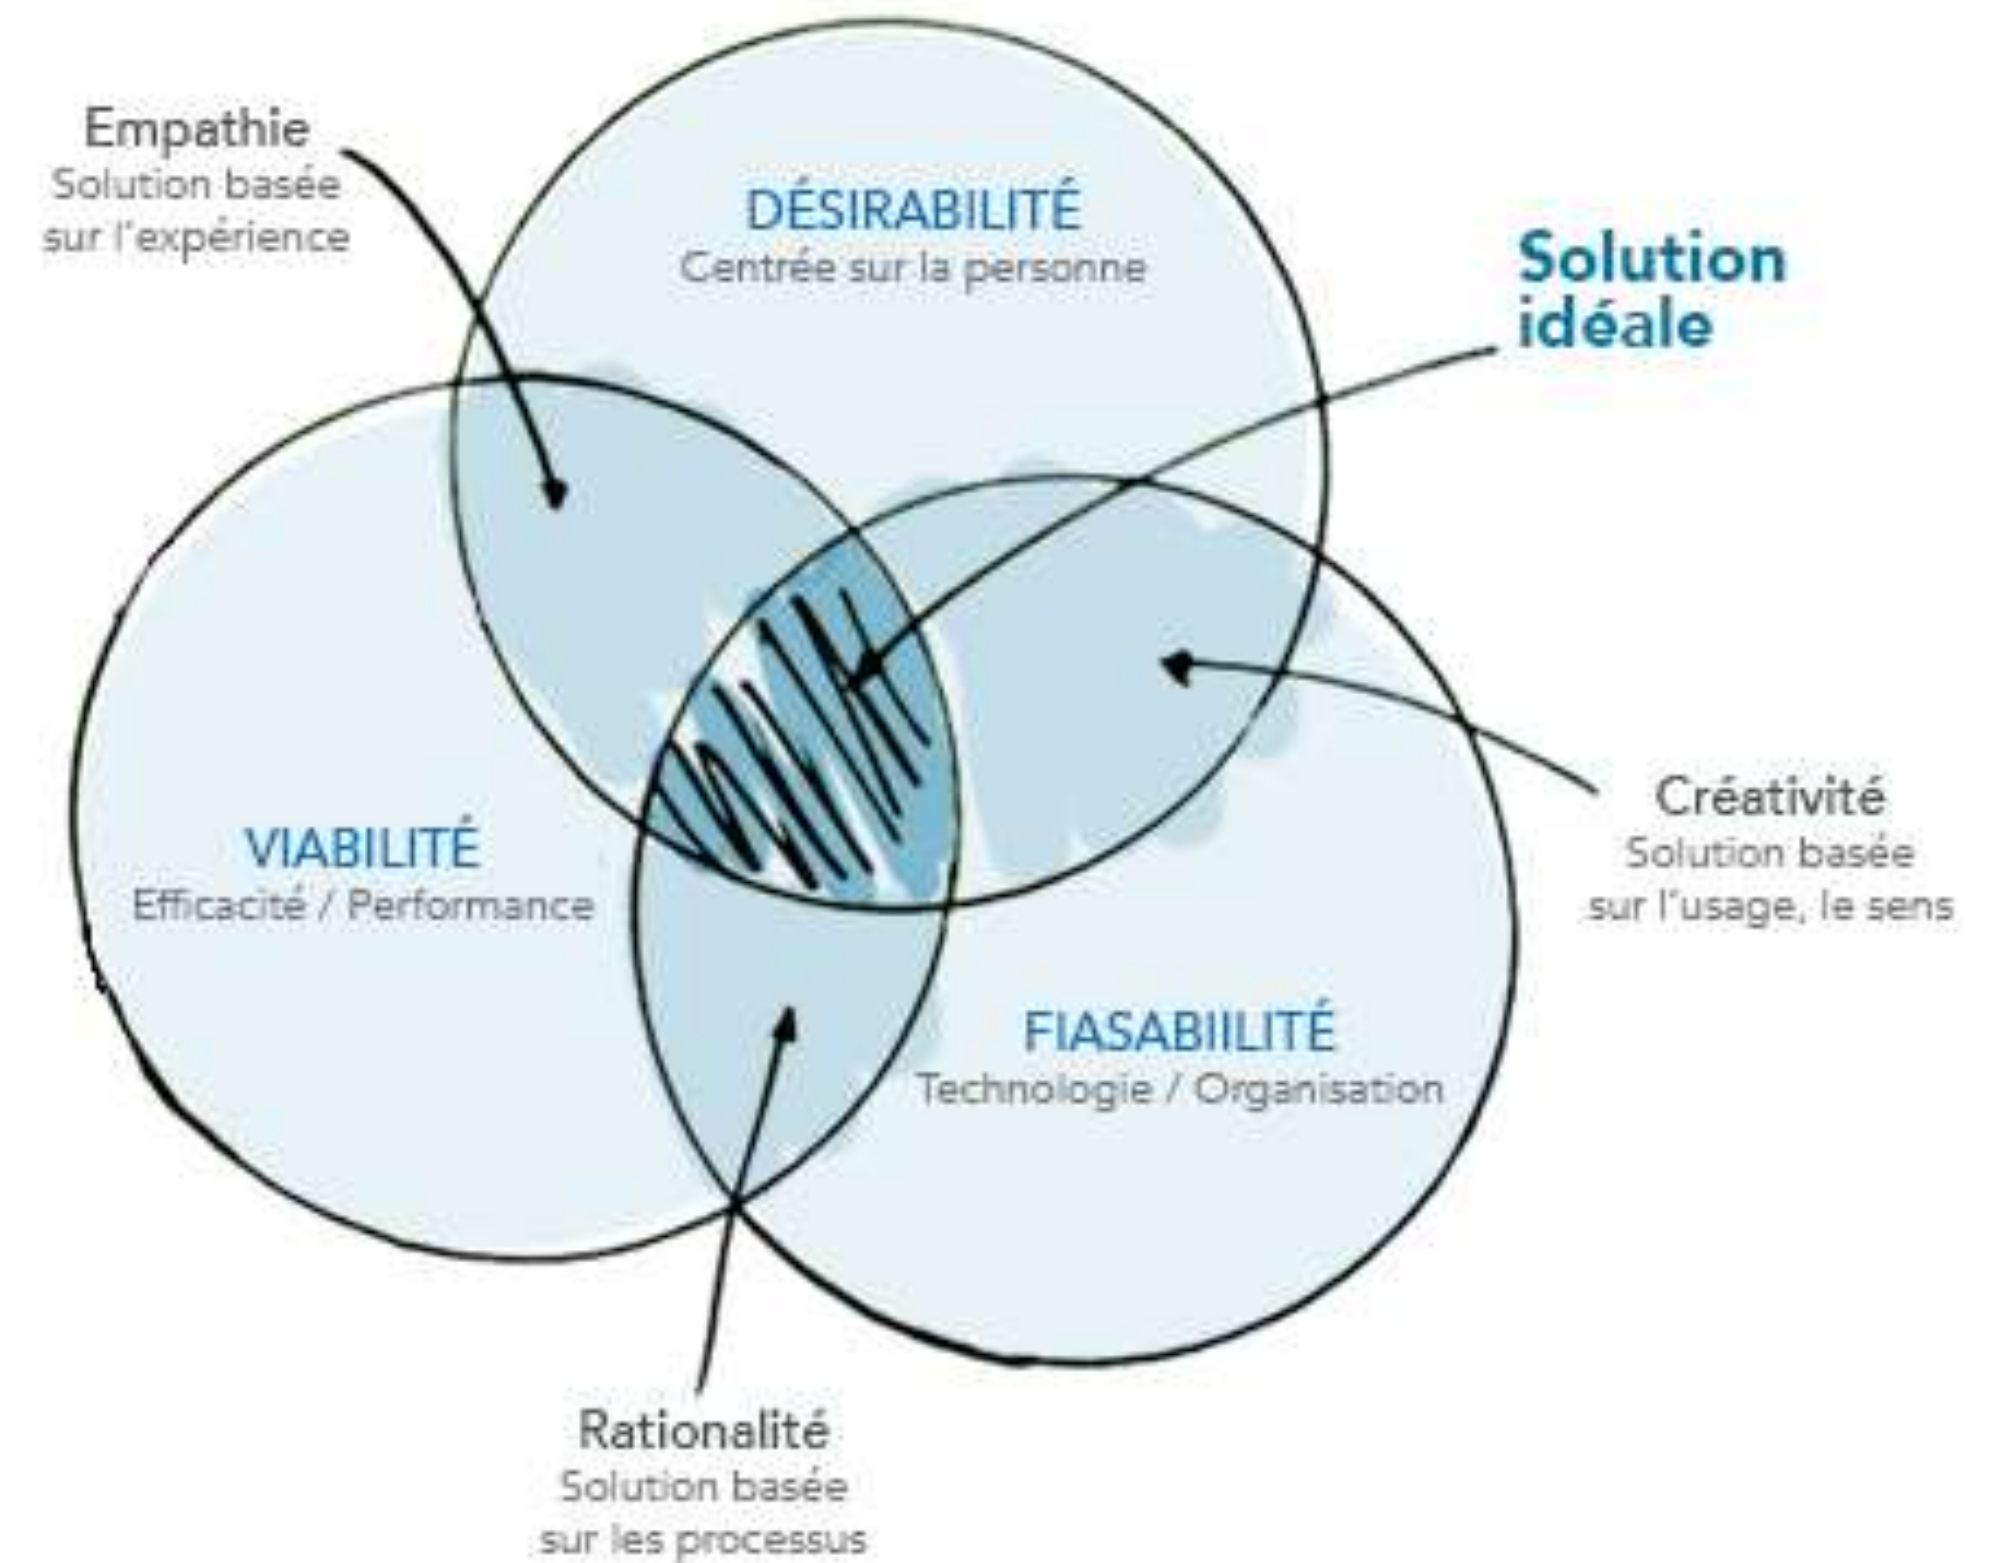 Empathie
Solution basée
sur l'expérience
DÉSIRABILITÉ
Centrée sur la personne
Solution
idéale
VIABILITÉ
Efficacité / Performance
Créativité
Solution basée
sur l'usage, le sens
FIASABIILITÉ
Technologie / Organisation
Rationalité
Solution basée
sur les processus